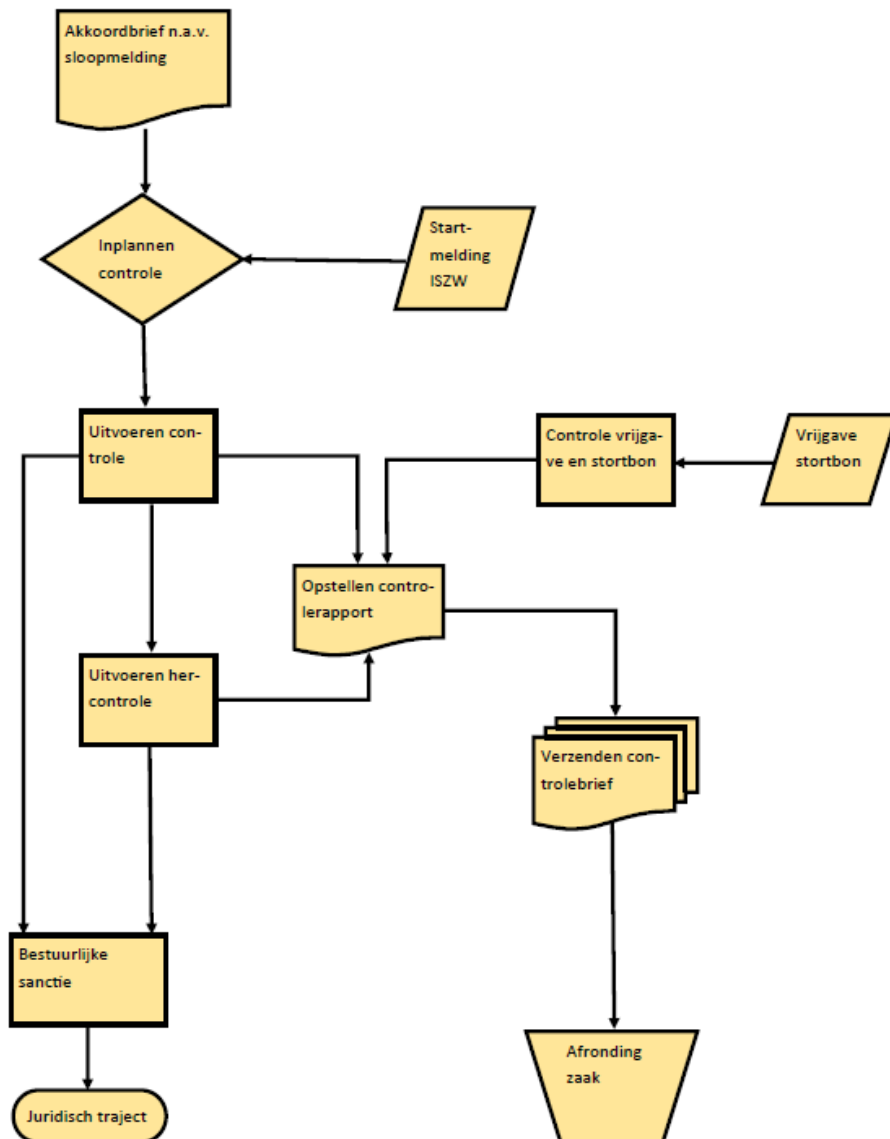 Akkoordbrief n.a.v.
sloopmelding
Inplannen
controle
Start-
melding
ISZW
Uitvoeren con-
trole
Controle vrijga-
ve en stortbon
Vrijgave
stortbon
Opstellen contro-
lerapport
Uitvoeren her-
controle
Verzenden con-
trolebrief
Bestuurlijke
sanctie
Afronding
zaak
Juridisch traject